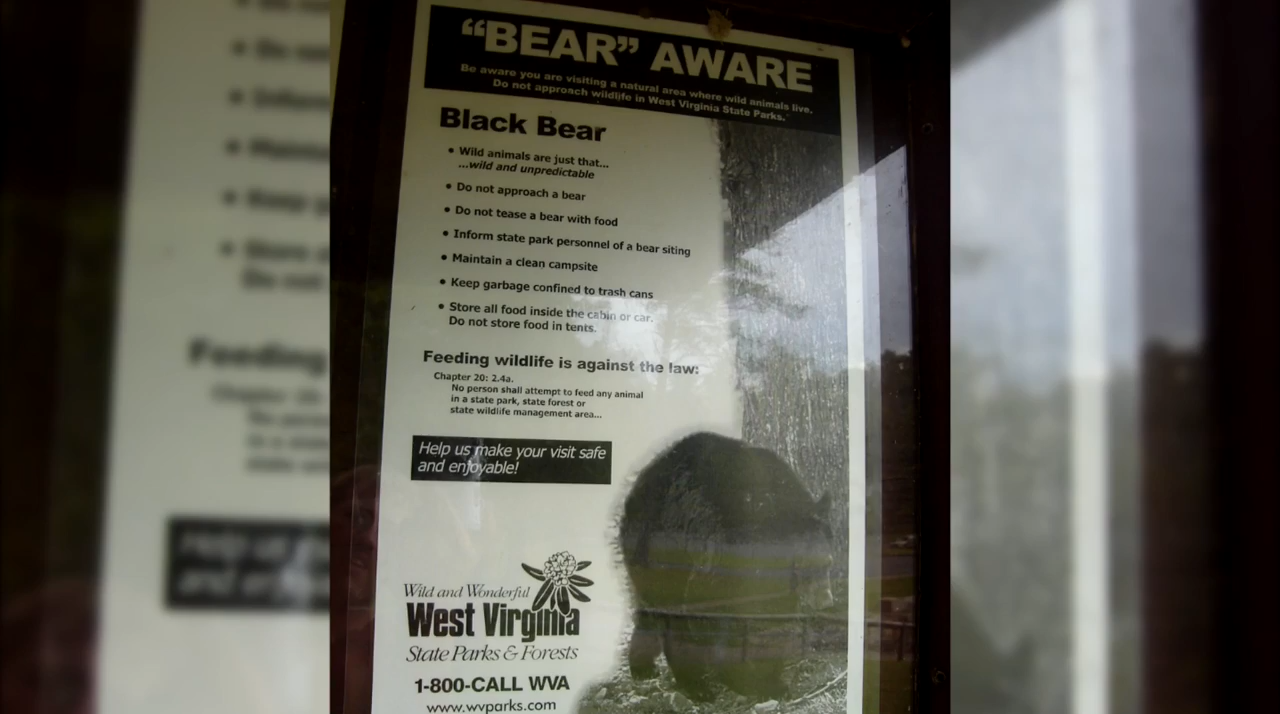 “BEAR” AWARE
Be aware you are visiting a natural area where wild animals live.
Do not approach wildlife in West Virginia State Parks.
Black Bear
• Wild animals are just that...
...wild and unpredictable
• Do not approach a bear
• Do not tease a bear with food
• Inform state park personnel of a bear siting
• Maintain a clean campsite
• Keep garbage confined to trash cans
• Store all food inside the cabin or car.
Do not store food in tents.
Feeding wildlife is against the law:
Chapter 20: 2.4a.
No person shall attempt to feed any animal
in a state park, state forest or
state wildlife management area...
Help us make your visit safe
and enjoyable!
Wild and Wonderful
West Virginia
State Parks & Forests
1-800-CALL WVA
www.wvparks.com